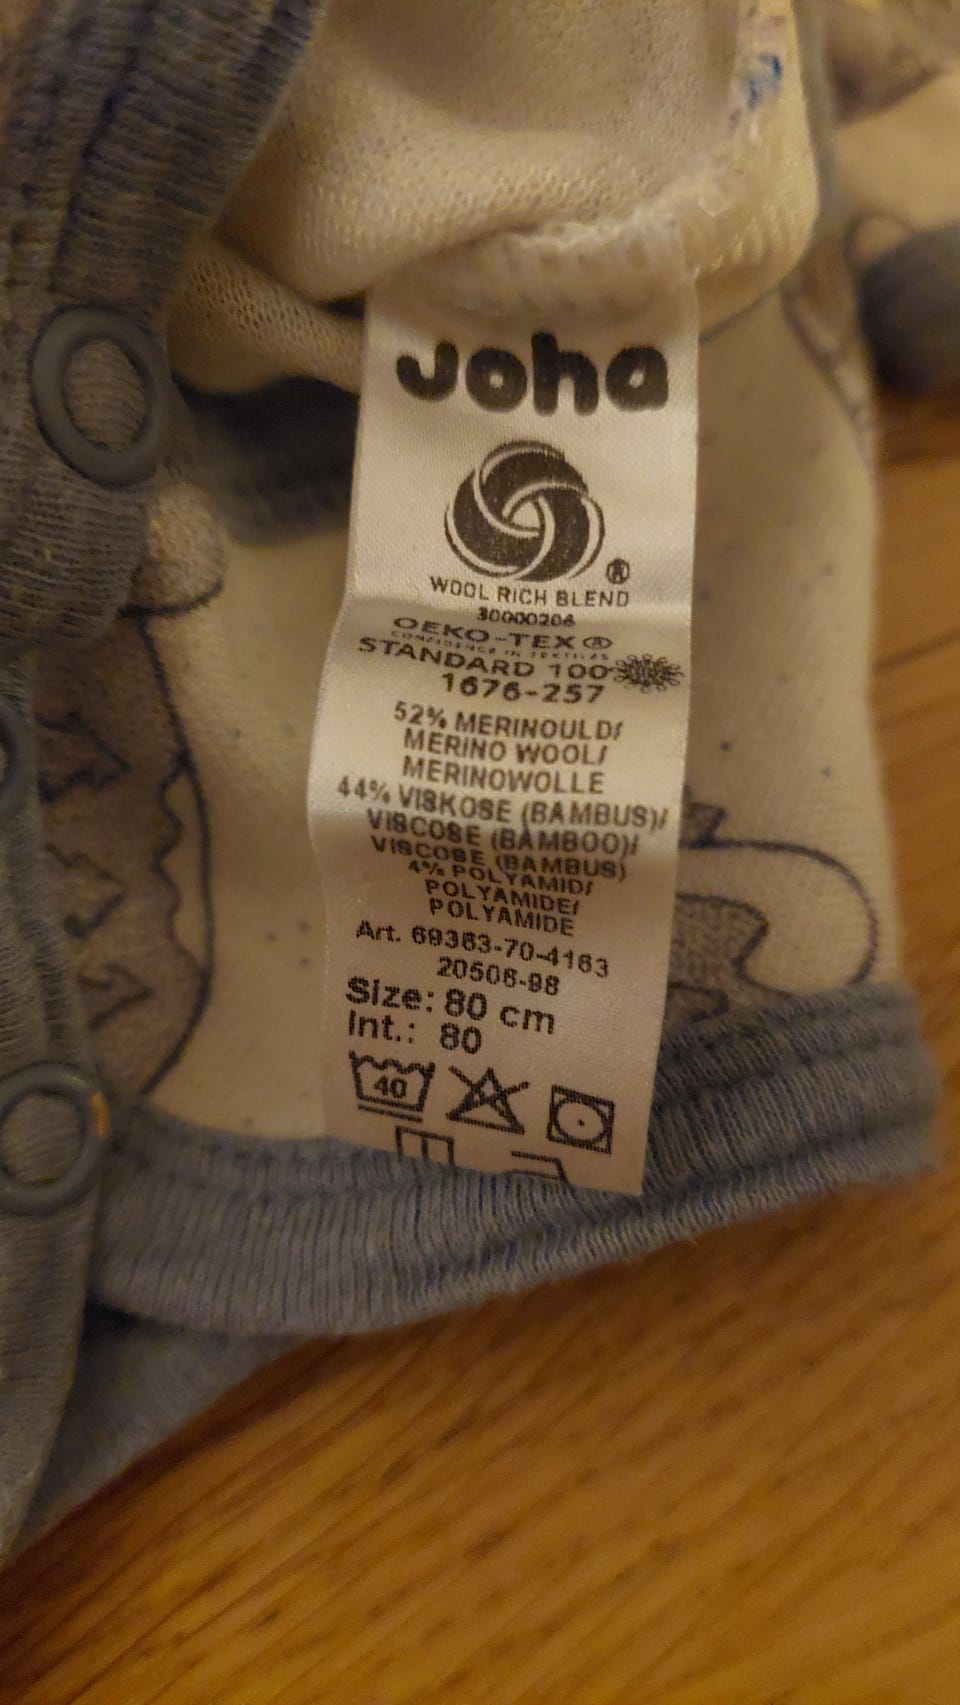 Joha
®
WOOL RICH BLEND
30000206
OEKO-TEX®
CONFIDENCE IN TEXTILES
STANDARD 100
1676-257
52% MERINOULD/
MERINO WOOL/
MERINOWOLLE
44% VISKOSE (BAMBUS)/
VISCOSE (BAMBOO)/
VISCOSE (BAMBUS)
4% POLYAMID/
POLYAMIDE/
POLYAMIDE
Art. 69363-70-4163
20506-98
Size: 80 cm
Int.: 80
40